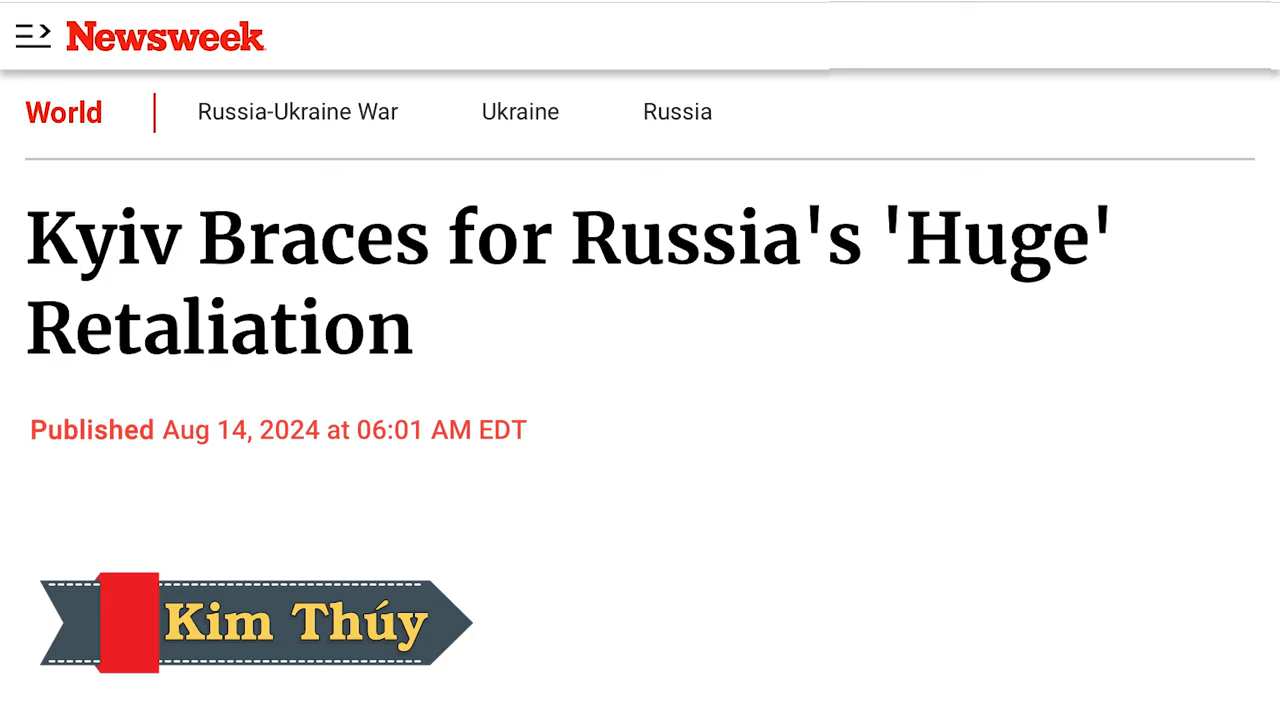 Newsweek
World Russia-Ukraine War Ukraine Russia
Kyiv Braces for Russia's 'Huge'
Retaliation
Published Aug 14, 2024 at 06:01 AM EDT
Kim Thúy